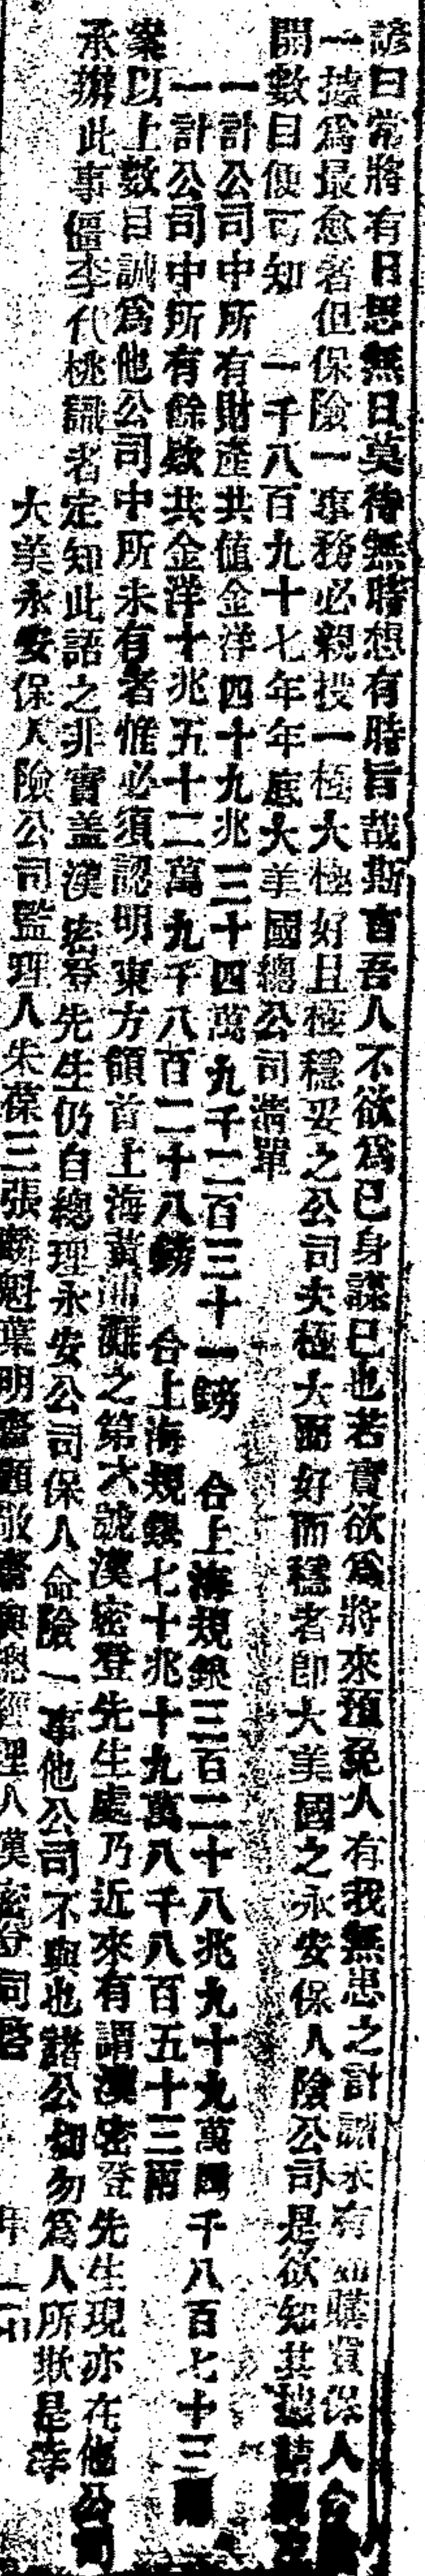 諺曰常將有日思無日莫待無時想有時旨哉斯言吾人不欲爲己身謀已也若實欲爲將來預免人有我無患之計誠未有如購買保人
一據爲最愈者但保險一事務必親投一極大極好且極穩妥之公司夫極大而好而穩者卽大美國之永安保人險公司是欲知其據請觀左
開數目便可知 一千八百九十七年年底大美國總公司淸單
一計公司中所有財產共値金洋四十九兆三十四萬九千二百三十一鎊 合上海規銀三百二十八兆九十九萬四千八百七十三兩
一計公司中所有餘欵共金洋十兆五十二萬九千八百二十八鎊 合上海規銀七十兆十九萬八千八百五十三兩
案以上數目誠爲他公司中所未有者惟必須認明東方領首上海黃浦灘之第六號漢密登先生處乃近來有謂漢密登先生現亦在他公司
承辦此事僵李代桃識者定知此語之非實盖漢密登先生仍自總理永安公司保人命險一事他公司不與也諸公切勿爲人所欺是幸
大美永安保人險公司監理人朱葆三張麟魁葉明齋顧敬齋與總經理人漢密登同啓